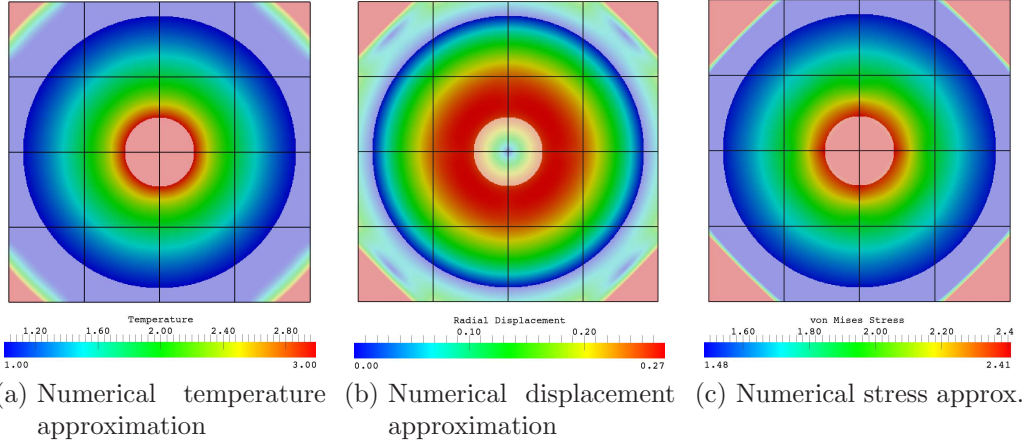 Temperature
1.20 1.60 2.00 2.40 2.80
1.00 3.00
Radial Displacement
0.10 0.20
0.00 0.27
von Mises Stress
1.60 1.80 2.00 2.20 2.4
1.48 2.41
a) Numerical temperature
approximation
(b) Numerical displacement
approximation
(c) Numerical stress approx.